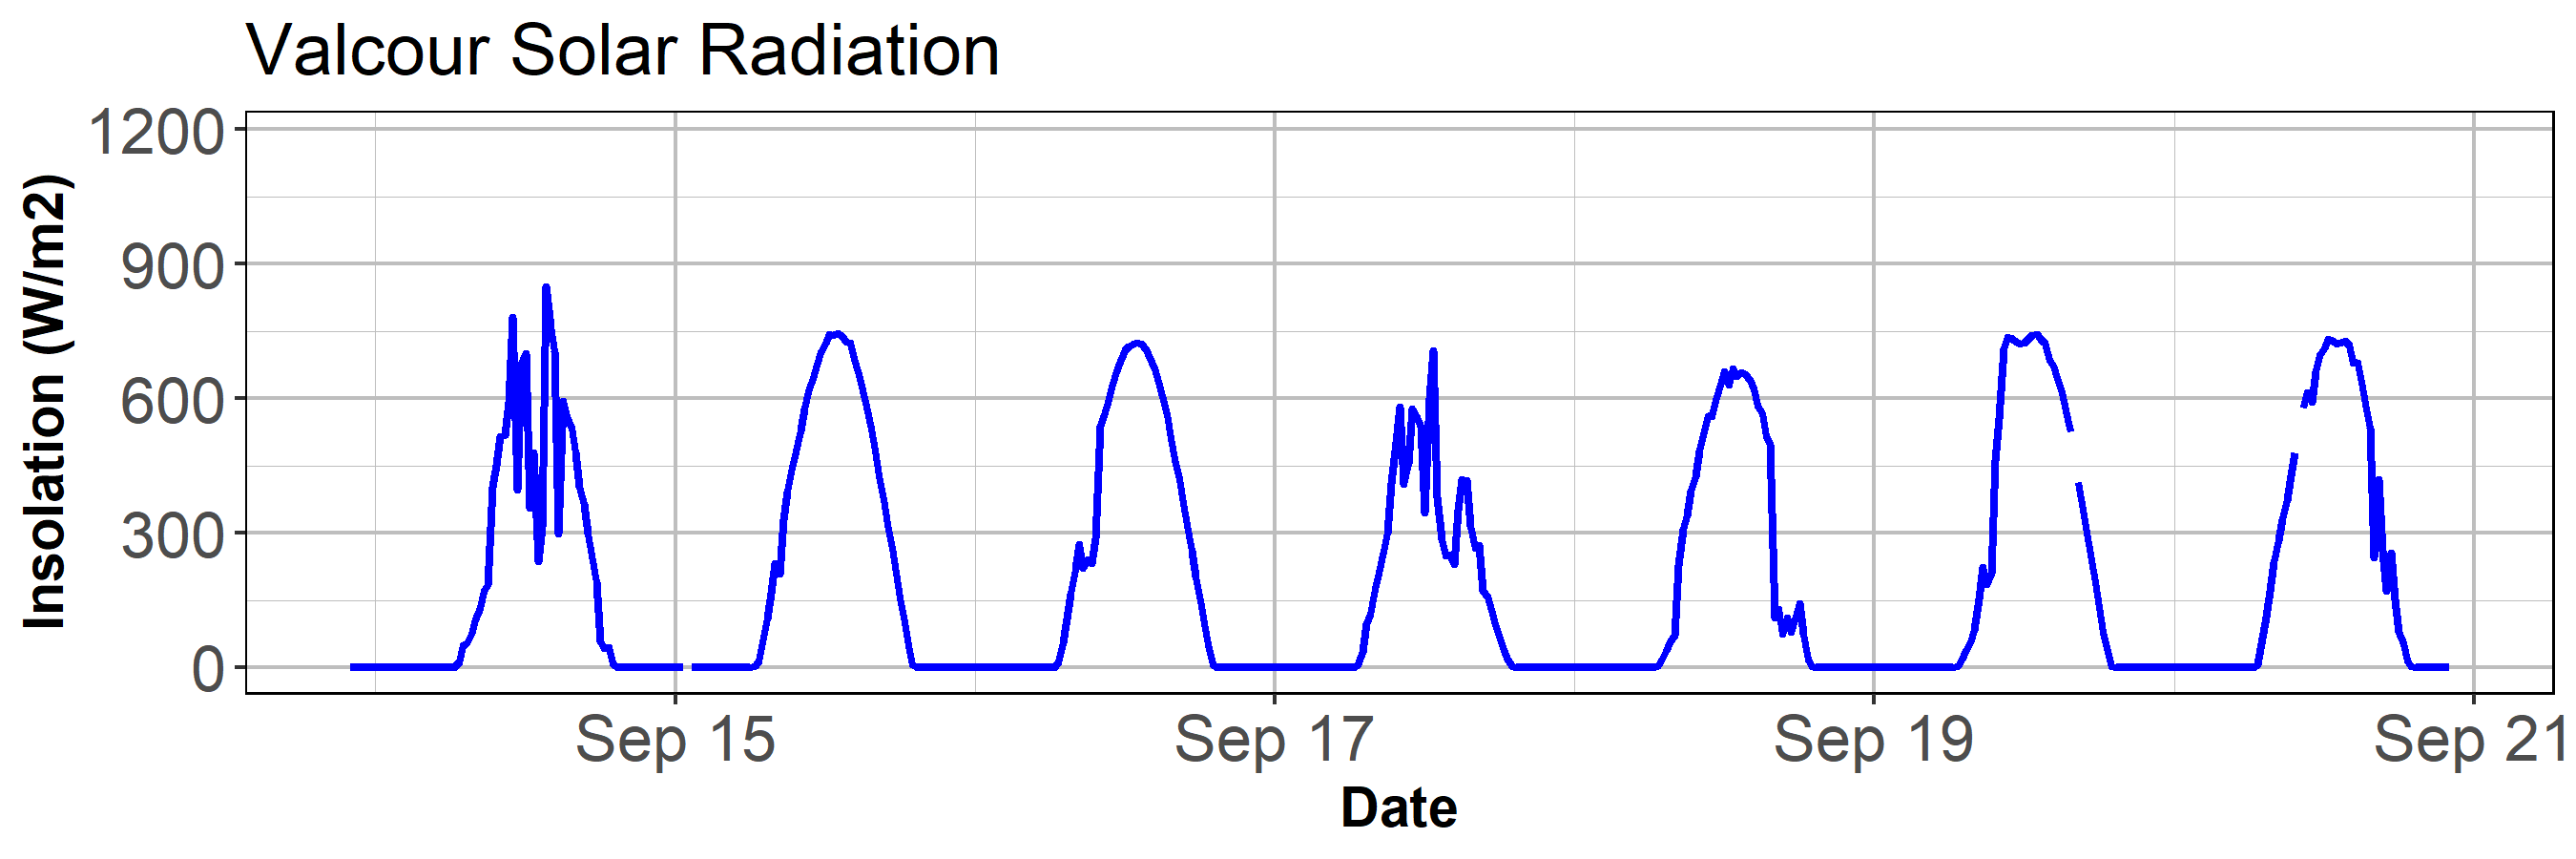 Valcour Solar Radiation
1200
900
600
300
0
Insolation (W/m2)
Sep 15
Sep 17
Sep 19
Sep 21
Date